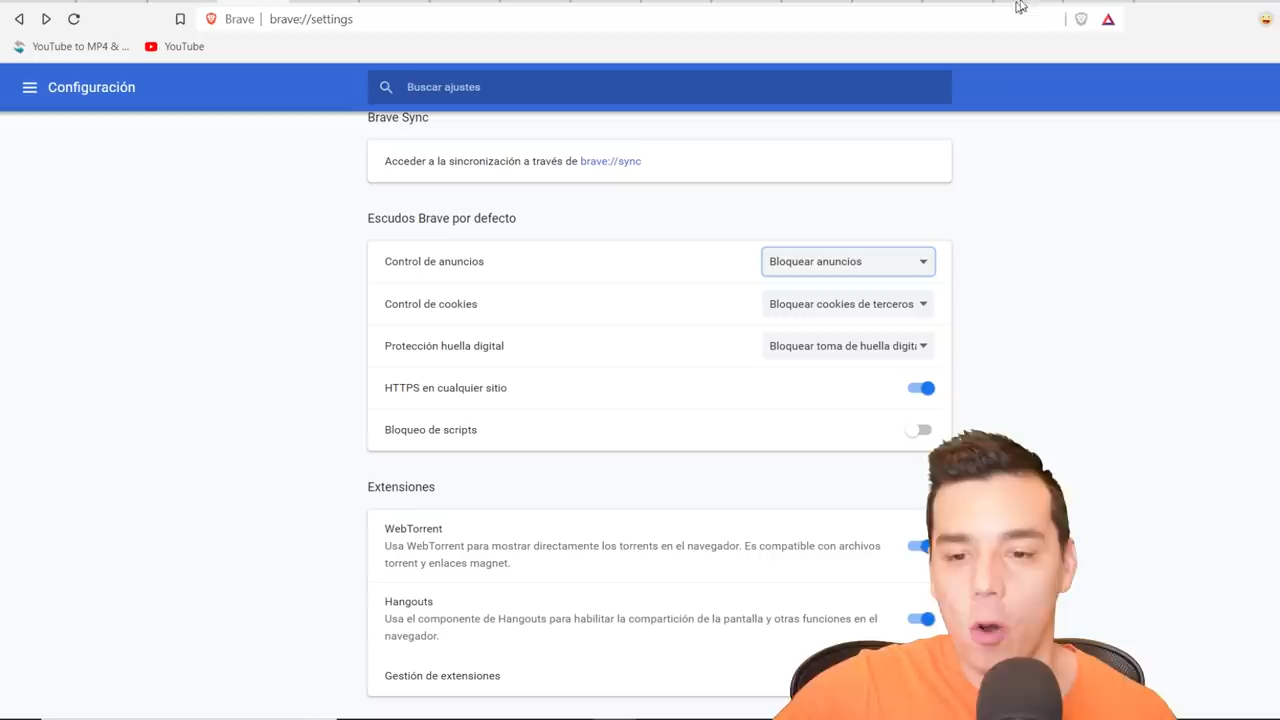 Brave | brave://settings
YouTube to MP4 & ... YouTube
Configuración Buscar ajustes
Brave Sync
Acceder a la sincronización a través de brave://sync
Escudos Brave por defecto
Control de anuncios Bloquear anuncios
Control de cookies Bloquear cookies de terceros
Protección huella digital Bloquear toma de huella digita
HTTPS en cualquier sitio
Bloqueo de scripts
Extensiones
WebTorrent
Usa WebTorrent para mostrar directamente los torrents en el navegador. Es compatible con archivos
torrent y enlaces magnet.
Hangouts
Usa el componente de Hangouts para habilitar la compartición de la pantalla y otras funciones en el
navegador.
Gestión de extensiones